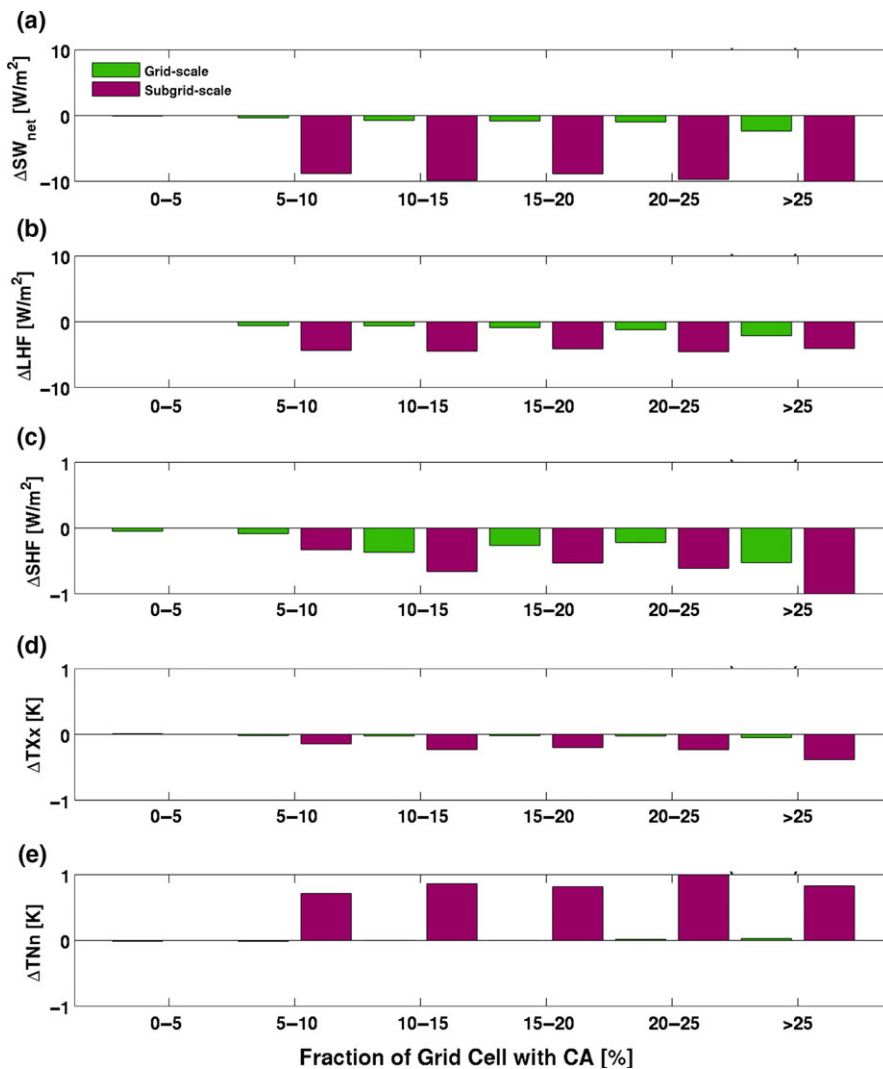 (a)
10
0
−10
ΔSWnet [W/m²]
Grid-scale
Subgrid-scale
0−5 5−10 10−15 15−20 20−25 >25
(b)
10
0
−10
ΔLHF [W/m²]
0−5 5−10 10−15 15−20 20−25 >25
(c)
1
0
−1
ΔSHF [W/m²]
0−5 5−10 10−15 15−20 20−25 >25
(d)
1
0
−1
ΔTXx [K]
0−5 5−10 10−15 15−20 20−25 >25
(e)
1
0
−1
ΔTNn [K]
0−5 5−10 10−15 15−20 20−25 >25
Fraction of Grid Cell with CA [%]